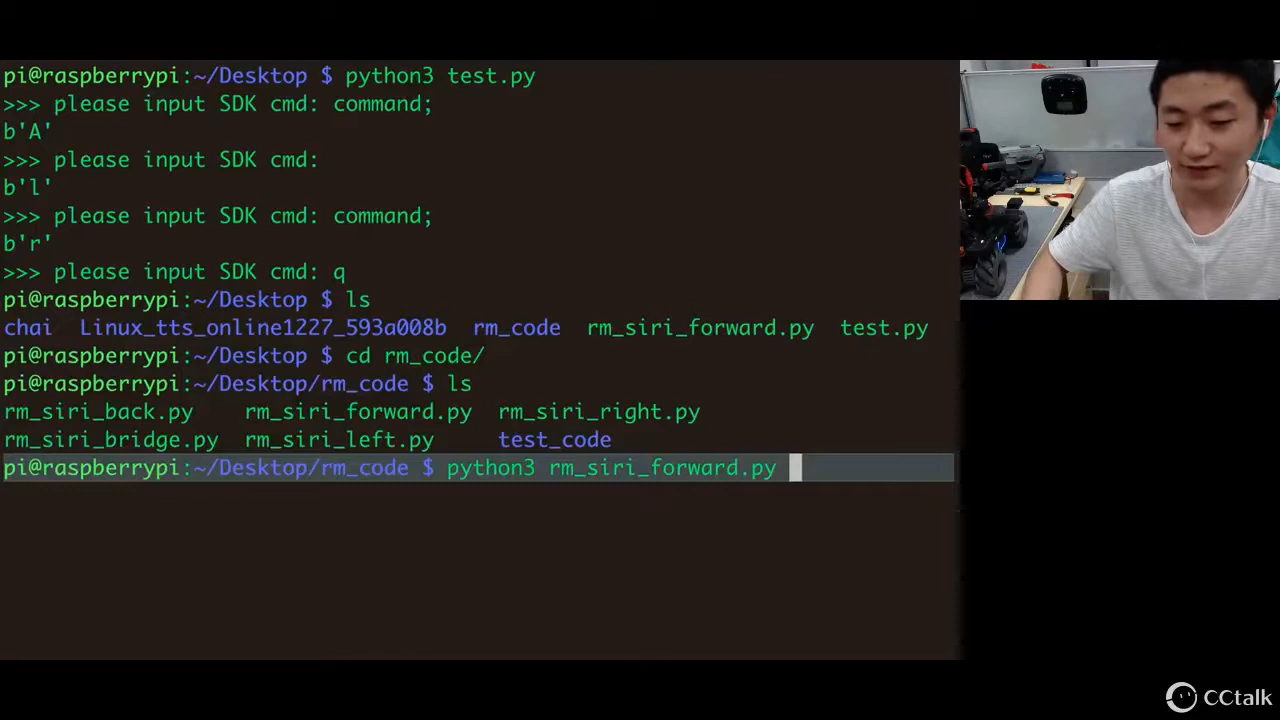 pi@raspberrypi:~/Desktop $ python3 test.py
>>> please input SDK cmd: command;
b'A'
>>> please input SDK cmd:
b'l'
>>> please input SDK cmd: command;
b'r'
>>> please input SDK cmd: q
pi@raspberrypi:~/Desktop $ ls
chai  Linux_tts_online1227_593a008b  rm_code  rm_siri_forward.py  test.py
pi@raspberrypi:~/Desktop $ cd rm_code/
pi@raspberrypi:~/Desktop/rm_code $ ls
rm_siri_back.py    rm_siri_forward.py  rm_siri_right.py
rm_siri_bridge.py  rm_siri_left.py     test_code
pi@raspberrypi:~/Desktop/rm_code $ python3 rm_siri_forward.py
CCtalk